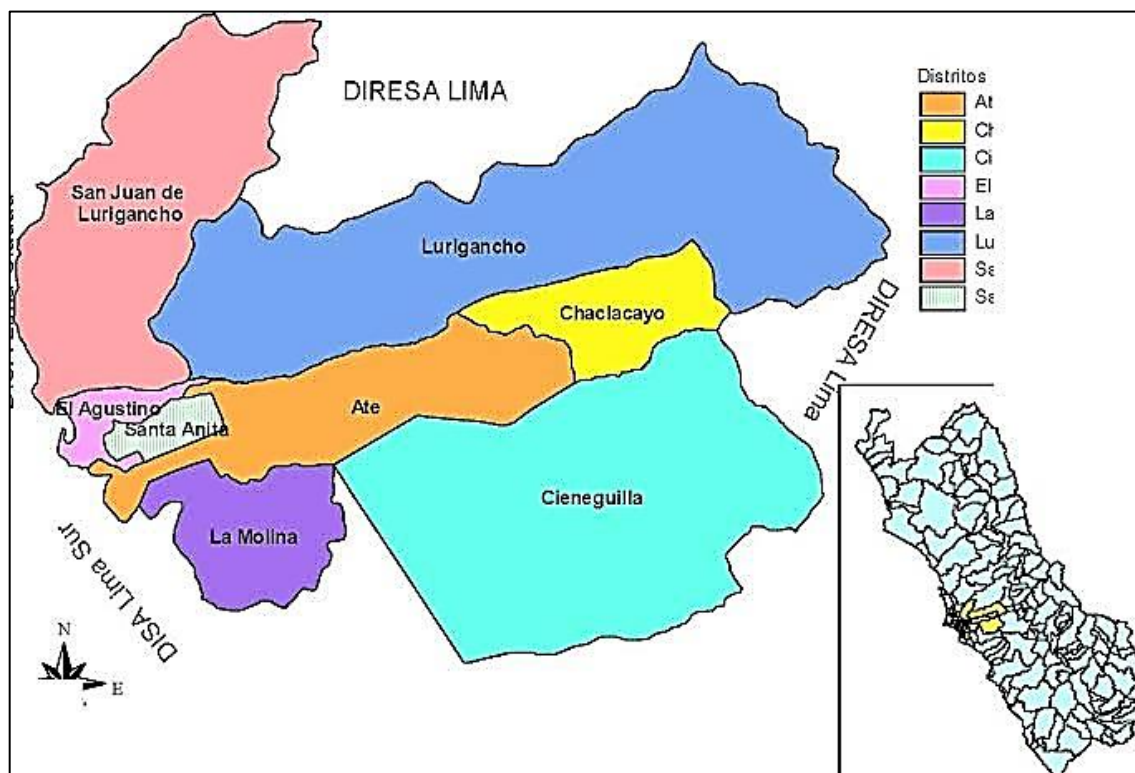 DIRESA LIMA
San Juan de
Lurigancho
Lurigancho
Chaclacayo
Ate
El Agustino
Santa Anita
Cieneguilla
La Molina
DIRESA Lima
DISA Lima Sur
N
E
Distritos
At
Ch
Ci
El
La
Lu
Sa
Sa